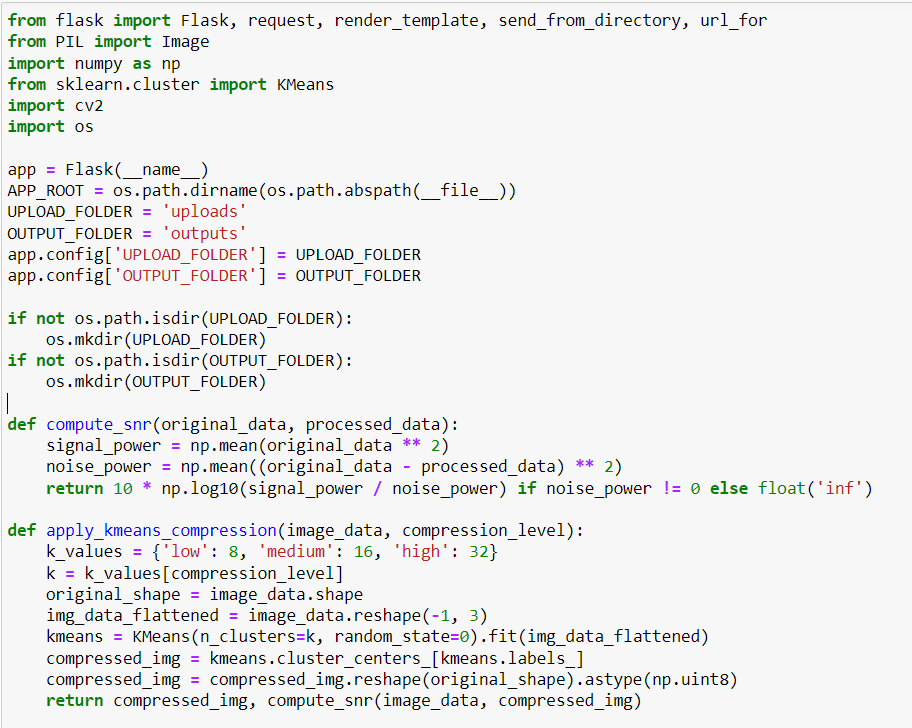 from flask import Flask, request, render_template, send_from_directory, url_for
from PIL import Image
import numpy as np
from sklearn.cluster import KMeans
import cv2
import os

app = Flask(__name__)
APP_ROOT = os.path.dirname(os.path.abspath(__file__))
UPLOAD_FOLDER = 'uploads'
OUTPUT_FOLDER = 'outputs'
app.config['UPLOAD_FOLDER'] = UPLOAD_FOLDER
app.config['OUTPUT_FOLDER'] = OUTPUT_FOLDER

if not os.path.isdir(UPLOAD_FOLDER):
    os.mkdir(UPLOAD_FOLDER)
if not os.path.isdir(OUTPUT_FOLDER):
    os.mkdir(OUTPUT_FOLDER)

def compute_snr(original_data, processed_data):
    signal_power = np.mean(original_data ** 2)
    noise_power = np.mean((original_data - processed_data) ** 2)
    return 10 * np.log10(signal_power / noise_power) if noise_power != 0 else float('inf')

def apply_kmeans_compression(image_data, compression_level):
    k_values = {'low': 8, 'medium': 16, 'high': 32}
    k = k_values[compression_level]
    original_shape = image_data.shape
    img_data_flattened = image_data.reshape(-1, 3)
    kmeans = KMeans(n_clusters=k, random_state=0).fit(img_data_flattened)
    compressed_img = kmeans.cluster_centers_[kmeans.labels_]
    compressed_img = compressed_img.reshape(original_shape).astype(np.uint8)
    return compressed_img, compute_snr(image_data, compressed_img)